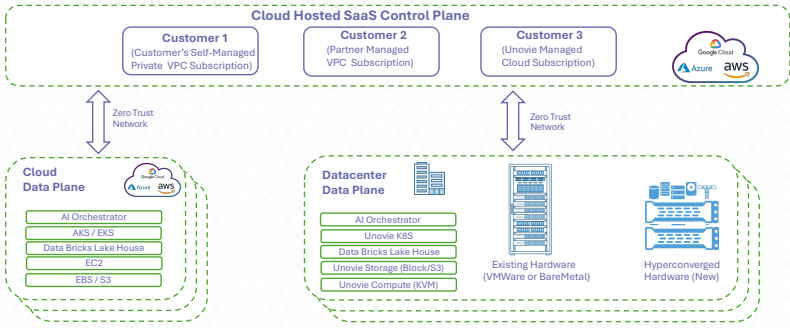 Cloud Hosted SaaS Control Plane
Customer 1
(Customer's Self-Managed
Private VPC Subscription)
Customer 2
(Partner Managed
VPC Subscription)
Customer 3
(Unovie Managed
Cloud Subscription)
Google Cloud
Azure
aws
Zero Trust
Network
Zero Trust
Network
Cloud
Data Plane
Google Cloud
Azure
aws
AI Orchestrator
AKS / EKS
Data Bricks Lake House
EC2
EBS / S3
Datacenter
Data Plane
AI Orchestrator
Unovie K8S
Data Bricks Lake House
Unovie Storage (Block/S3)
Unovie Compute (KVM)
Existing Hardware
(VMWare or BareMetal)
Hyperconverged
Hardware (New)